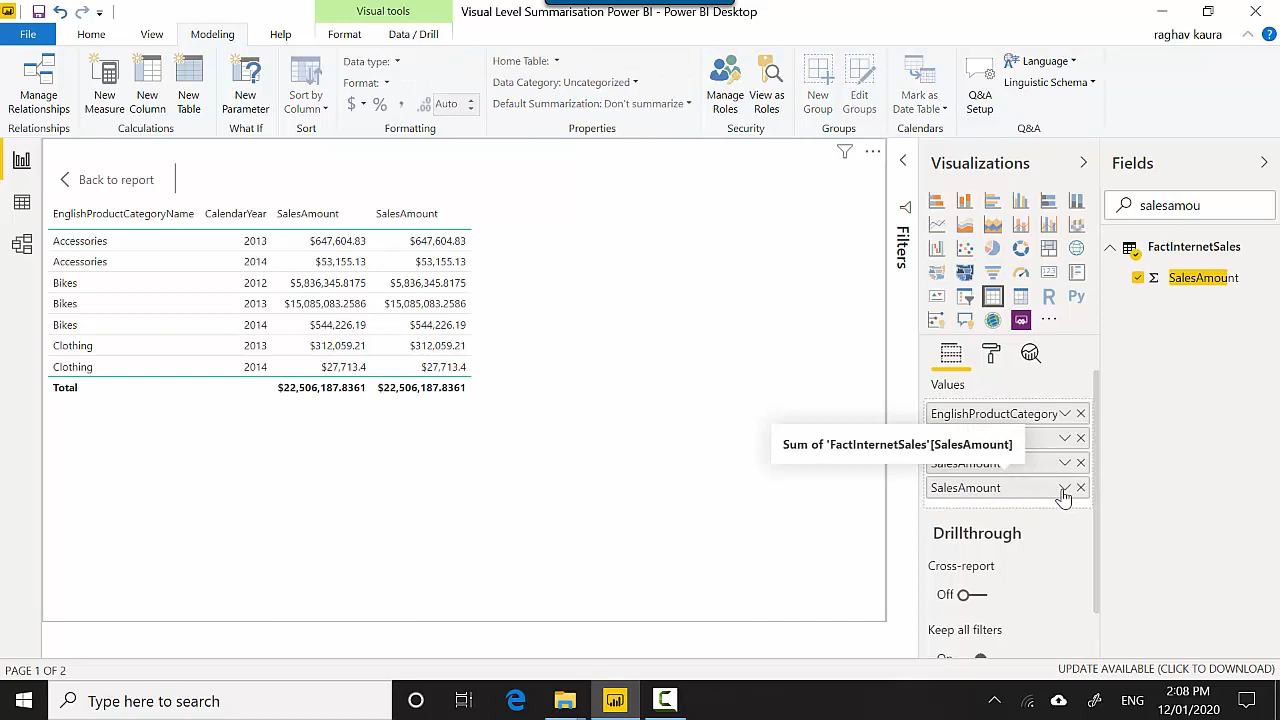 Visual tools
Visual Level Summarisation Power BI - Power BI Desktop
File
Home
View
Modeling
Help
Format
Data / Drill
raghav kaura
Manage
Relationships
Relationships
New
Measure
New
Column
New
Table
Calculations
New
Parameter
What If
Sort by
Column
Sort
Data type:
Format:
$ % , .00 Auto
Formatting
Home Table:
Data Category: Uncategorized
Default Summarization: Don't summarize
Properties
Manage
Roles
View as
Roles
Security
New
Group
Edit
Groups
Groups
Mark as
Date Table
Calendars
Q&A
Setup
Language
Linguistic Schema
Q&A
Back to report
EnglishProductCategoryName CalendarYear SalesAmount SalesAmount
Accessories 2013 $647,604.83 $647,604.83
Accessories 2014 $53,155.13 $53,155.13
Bikes 2012 $5,836,345.8175 $5,836,345.8175
Bikes 2013 $15,085,083.2586 $15,085,083.2586
Bikes 2014 $544,226.19 $544,226.19
Clothing 2013 $312,059.21 $312,059.21
Clothing 2014 $27,713.4 $27,713.4
Total $22,506,187.8361 $22,506,187.8361
Filters
Visualizations
R
Py
Values
EnglishProductCategory
Sum of 'FactInternetSales'[SalesAmount]
SalesAmount
SalesAmount
Drillthrough
Cross-report
Off
Keep all filters
On
Fields
salesamou
FactInternetSales
Σ SalesAmount
PAGE 1 OF 2
UPDATE AVAILABLE (CLICK TO DOWNLOAD)
Type here to search
ENG
2:08 PM
12/01/2020